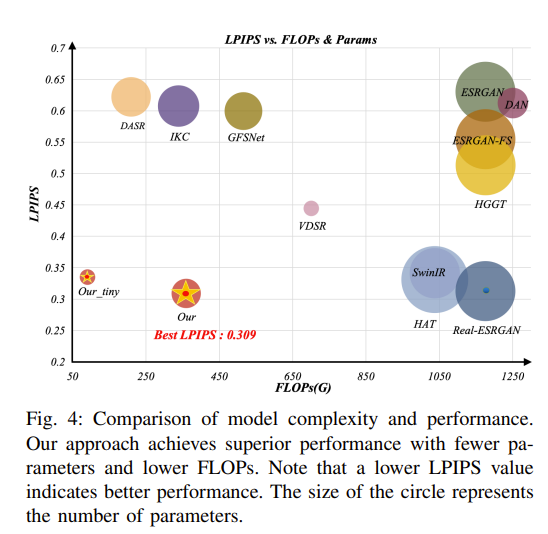 LPIPS vs. FLOPs & Params
0.7
0.65
0.6
0.55
0.5
0.45
0.4
0.35
0.3
0.25
0.2
LPIPS
DASR
IKC
GFSNet
ESRGAN
DAN
ESRGAN-FS
HGGT
VDSR
SwinIR
HAT
Real-ESRGAN
Our_tiny
Our
Best LPIPS : 0.309
50
250
450
650
850
1050
1250
FLOPs(G)
Fig. 4: Comparison of model complexity and performance.
Our approach achieves superior performance with fewer pa-
rameters and lower FLOPs. Note that a lower LPIPS value
indicates better performance. The size of the circle represents
the number of parameters.